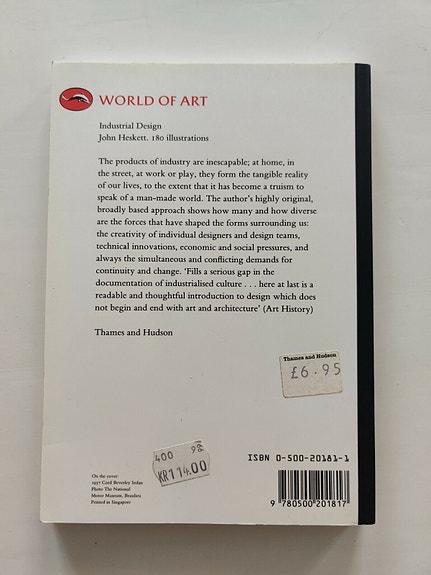 WORLD OF ART
Industrial Design
John Heskett. 180 illustrations
The products of industry are inescapable; at home, in
the street, at work or play, they form the tangible reality
of our lives, to the extent that it has become a truism to
speak of a man-made world. The author's highly original,
broadly based approach shows how many and how diverse
are the forces that have shaped the forms surrounding us:
the creativity of individual designers and design teams,
technical innovations, economic and social pressures, and
always the simultaneous and conflicting demands for
continuity and change. 'Fills a serious gap in the
documentation of industrialised culture . . . here at last is a
readable and thoughtful introduction to design which does
not begin and end with art and architecture' (Art History)
Thames and Hudson
Thames and Hudson
£6.95
400
KR114.00
On the cover:
1937 Cord Beverley Sedan
Photo The National
Motor Museum, Beaulieu
Printed in Singapore
ISBN 0-500-20181-1
9 780500 201817